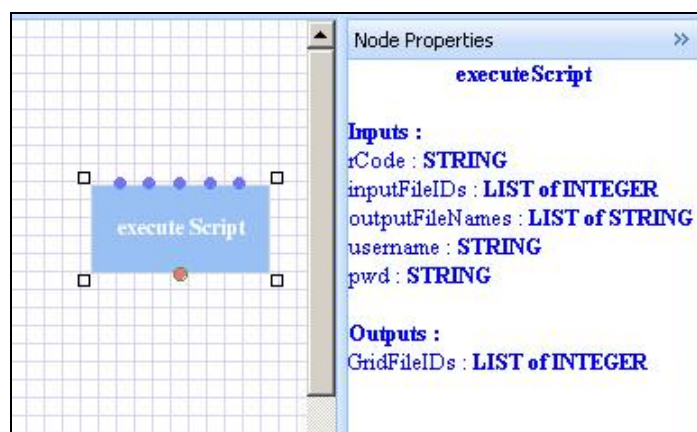 Node Properties
executeScript
Inputs :
rCode : STRING
inputFileIDs : LIST of INTEGER
outputFileNames : LIST of STRING
username : STRING
pwd : STRING
Outputs :
GridFileIDs : LIST of INTEGER
execute Script